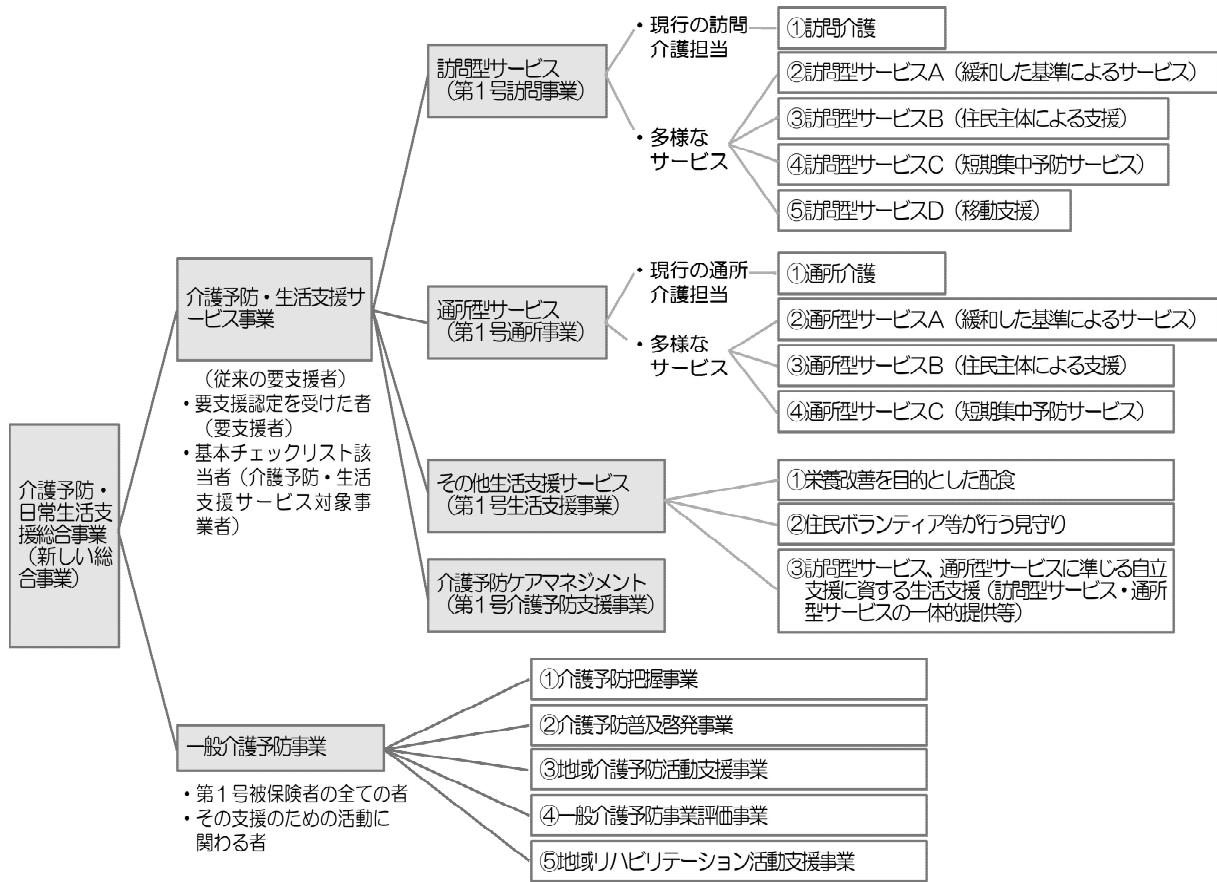 介護予防・
日常生活支
援総合事業
（新しい総
合事業）
介護予防・生活支援サ
ービス事業
（従来の要支援者）
・要支援認定を受けた者
（要支援者）
・基本チェックリスト該
当者（介護予防・生活
支援サービス対象事
業者）
訪問型サービス
（第１号訪問事業）
・現行の訪問
介護担当
①訪問介護
・多様な
サービス
②訪問型サービスＡ（緩和した基準によるサービス）
③訪問型サービスＢ（住民主体による支援）
④訪問型サービスＣ（短期集中予防サービス）
⑤訪問型サービスＤ（移動支援）
通所型サービス
（第１号通所事業）
・現行の通所
介護担当
①通所介護
・多様な
サービス
②通所型サービスＡ（緩和した基準によるサービス）
③通所型サービスＢ（住民主体による支援）
④通所型サービスＣ（短期集中予防サービス）
その他生活支援サービス
（第１号生活支援事業）
①栄養改善を目的とした配食
②住民ボランティア等が行う見守り
③訪問型サービス、通所型サービスに準じる自立
支援に資する生活支援（訪問型サービス・通所
型サービスの一体的提供等）
介護予防ケアマネジメント
（第１号介護予防支援事業）
一般介護予防事業
・第１号被保険者の全ての者
・その支援のための活動に
関わる者
①介護予防把握事業
②介護予防普及啓発事業
③地域介護予防活動支援事業
④一般介護予防事業評価事業
⑤地域リハビリテーション活動支援事業